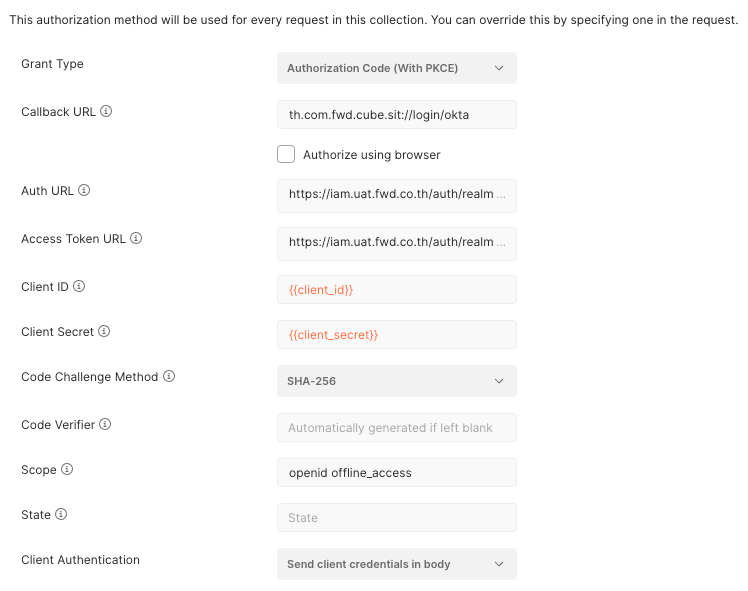 This authorization method will be used for every request in this collection. You can override this by specifying one in the request.
Grant Type
Authorization Code (With PKCE)
Callback URL
th.com.fwd.cube.sit://login/okta
Authorize using browser
Auth URL
https://iam.uat.fwd.co.th/auth/realm ...
Access Token URL
https://iam.uat.fwd.co.th/auth/realm ...
Client ID
{{client_id}}
Client Secret
{{client_secret}}
Code Challenge Method
SHA-256
Code Verifier
Automatically generated if left blank
Scope
openid offline_access
State
State
Client Authentication
Send client credentials in body